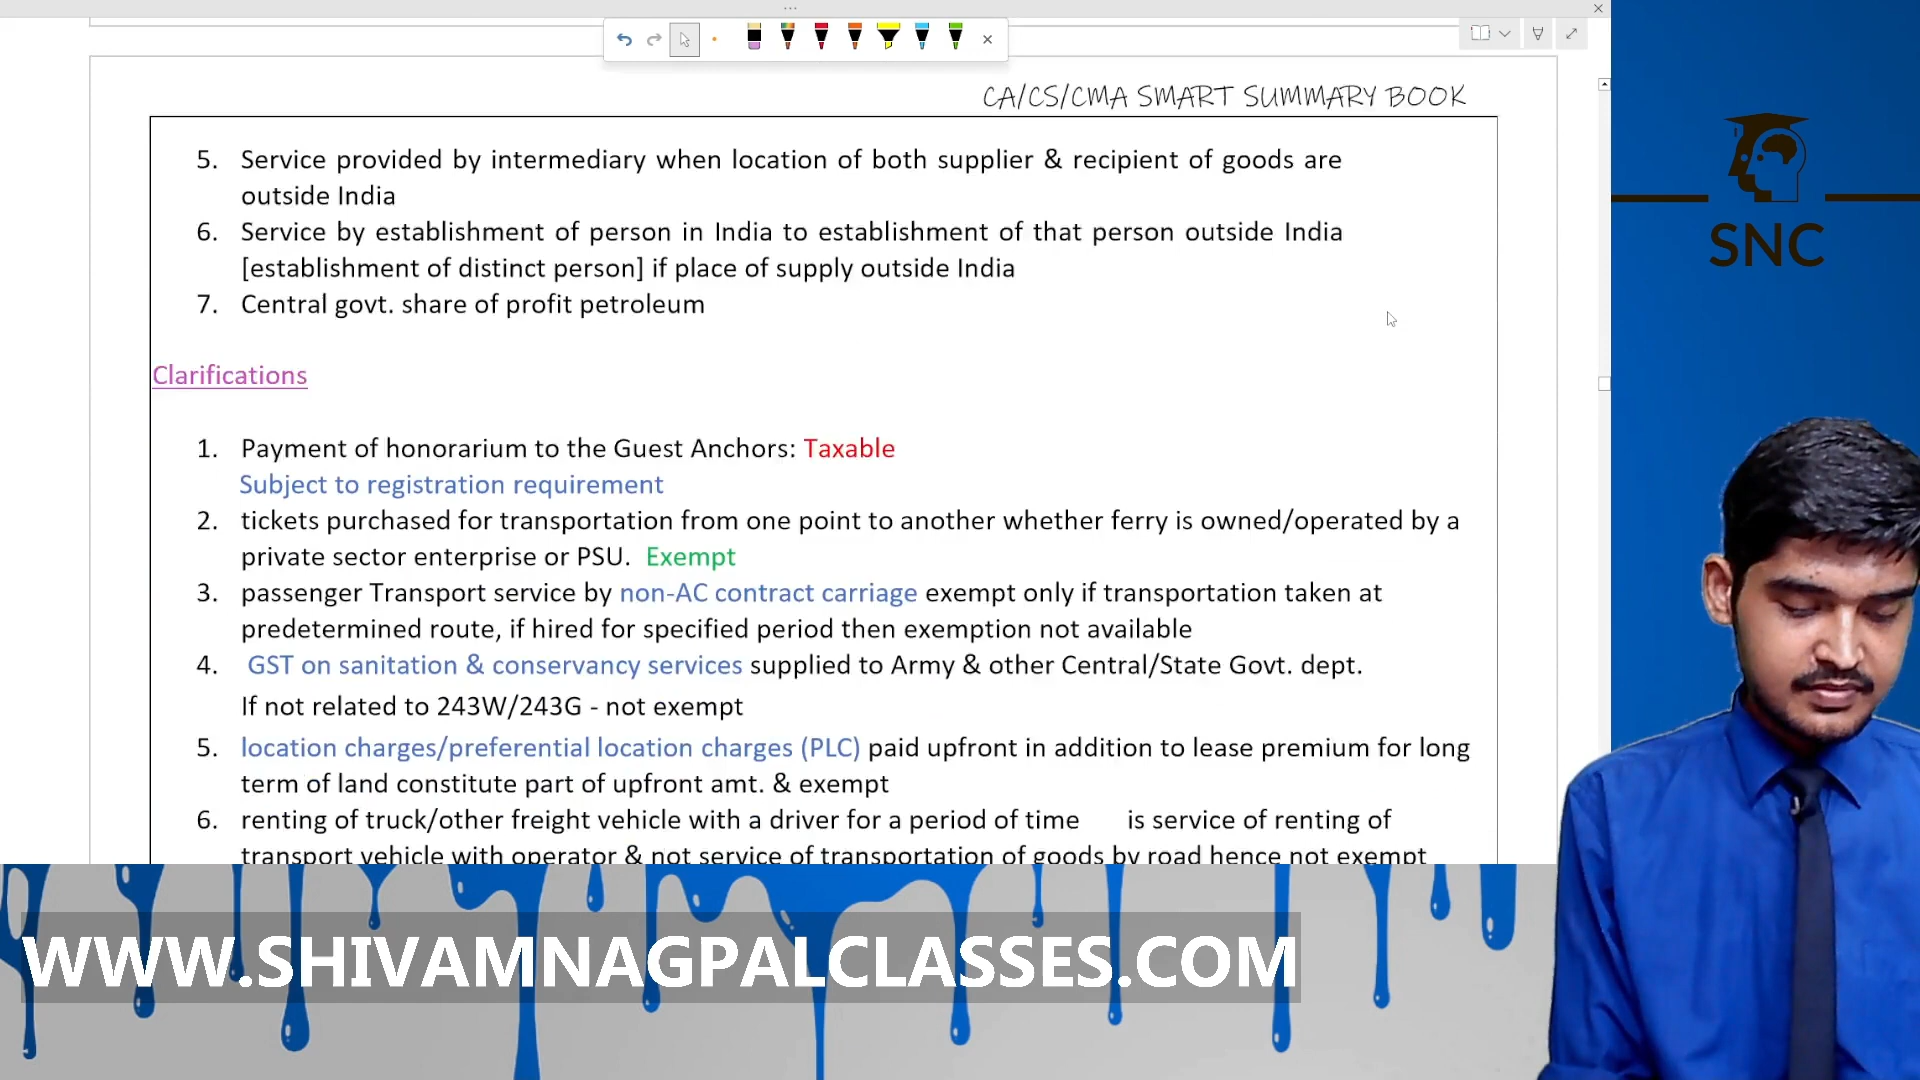 CA/CS/CMA SMART SUMMARY BOOK
5. Service provided by intermediary when location of both supplier & recipient of goods are
outside India
6. Service by establishment of person in India to establishment of that person outside India
[establishment of distinct person] if place of supply outside India
7. Central govt. share of profit petroleum
Clarifications
1. Payment of honorarium to the Guest Anchors: Taxable
Subject to registration requirement
2. tickets purchased for transportation from one point to another whether ferry is owned/operated by a
private sector enterprise or PSU. Exempt
3. passenger Transport service by non-AC contract carriage exempt only if transportation taken at
predetermined route, if hired for specified period then exemption not available
4. GST on sanitation & conservancy services supplied to Army & other Central/State Govt. dept.
If not related to 243W/243G - not exempt
5. location charges/preferential location charges (PLC) paid upfront in addition to lease premium for long
term of land constitute part of upfront amt. & exempt
6. renting of truck/other freight vehicle with a driver for a period of time is service of renting of
transport vehicle with operator & not service of transportation of goods by road hence not exempt
SNC
WWW.SHIVAMNAGPALCLASSES.COM